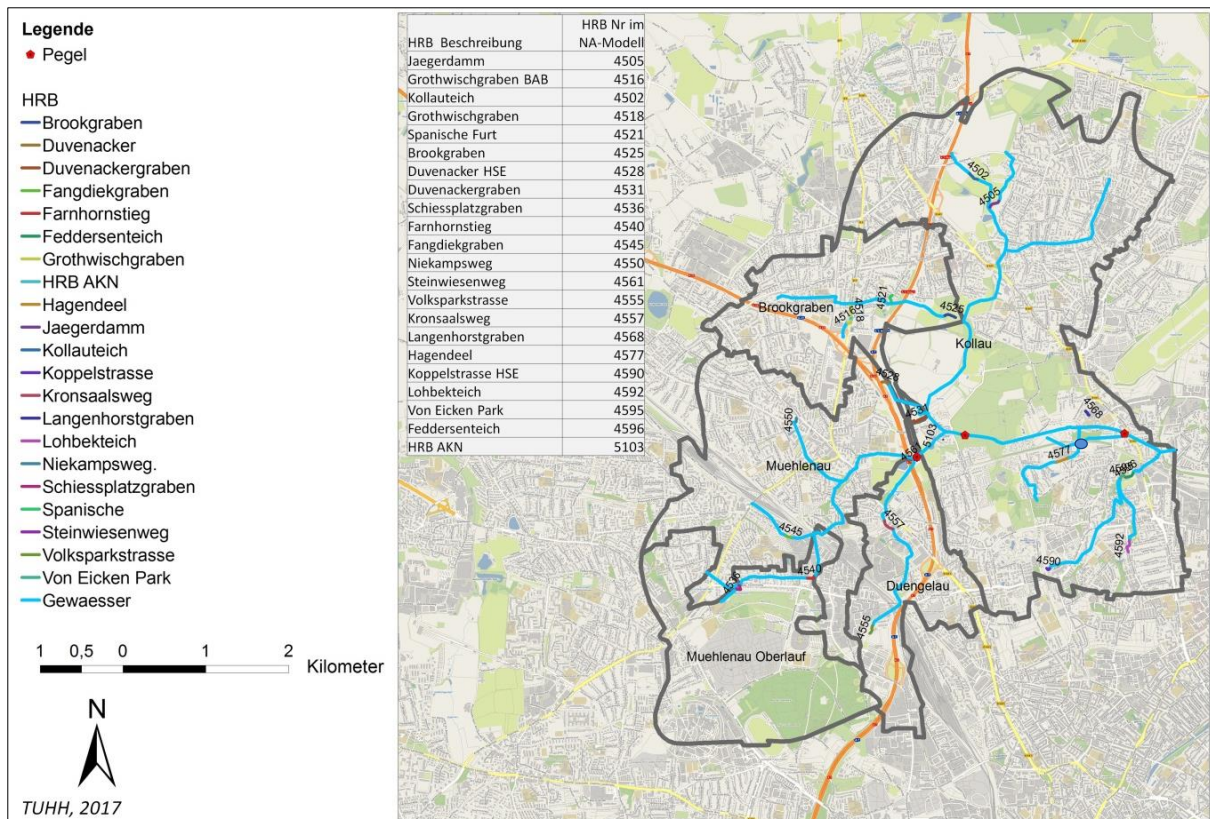 Legende
Pegel
HRB
Brookgraben
Duvenacker
Duvenackergraben
Fangdiekgraben
Farnhornstieg
Feddersenteich
Grothwischgraben
HRB AKN
Hagendeel
Jaegerdamm
Kollauteich
Koppelstrasse
Kronsaalsweg
Langenhorstgraben
Lohbekteich
Niekampsweg.
Schiessplatzgraben
Spanische
Steinwiesenweg
Volksparkstrasse
Von Eicken Park
Gewaesser
1 0,5 0 1 2 Kilometer
N
TUHH, 2017
HRB Beschreibung HRB Nr im NA-Modell
Jaegerdamm 4505
Grothwischgraben BAB 4516
Kollauteich 4502
Grothwischgraben 4518
Spanische Furt 4521
Brookgraben 4525
Duvenacker HSE 4528
Duvenackergraben 4531
Schiessplatzgraben 4536
Farnhornstieg 4540
Fangdiekgraben 4545
Niekampsweg 4550
Steinwiesenweg 4561
Volksparkstrasse 4555
Kronsaalsweg 4557
Langenhorstgraben 4568
Hagendeel 4577
Koppelstrasse HSE 4590
Lohbekteich 4592
Von Eicken Park 4595
Feddersenteich 4596
HRB AKN 5103
4502
4505
4521
4516
4518
4525
Brookgraben
Kollau
4528
4531
4568
4550
5103
4561
4577
Muehlenau
4557
4545
4592
4590
4540
4536
Duengelau
4555
Muehlenau Oberlauf